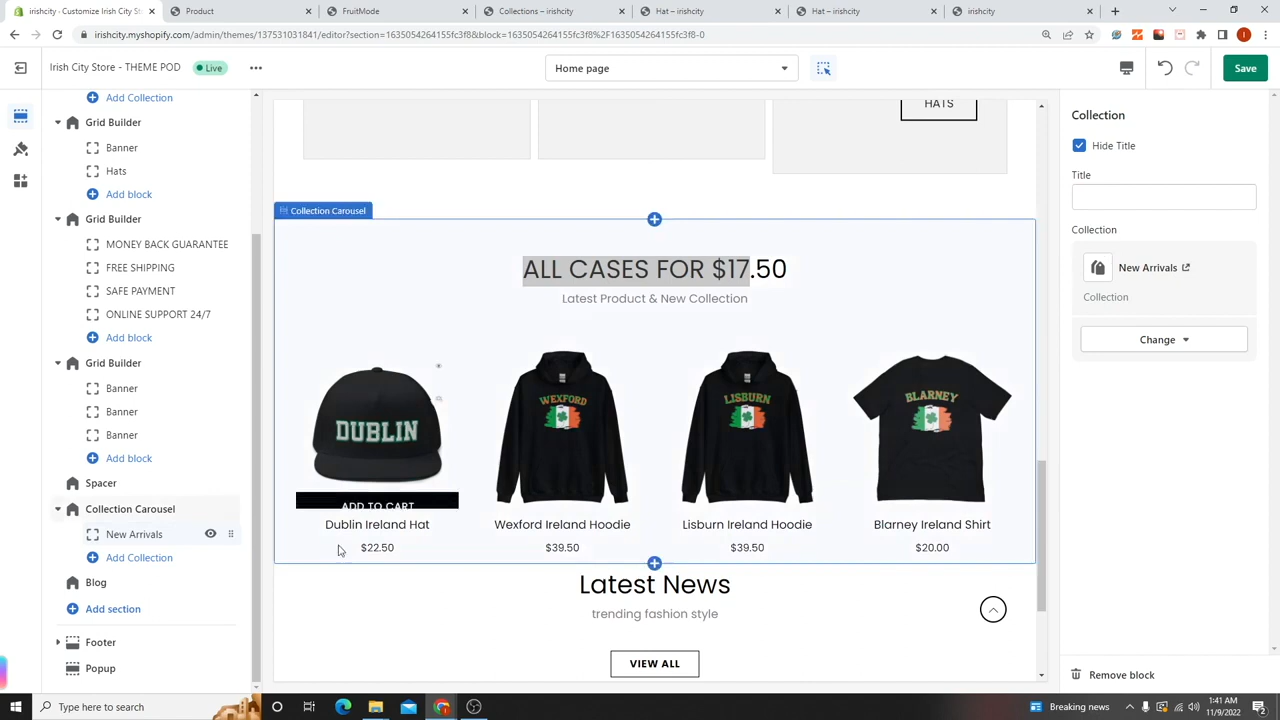 irishcity · Customize Irish City St
Product
FruitMode
Collections – irishcity
Hat – irishcity
Hat – irishcity
irishcity
irishcity.myshopify.com/admin/themes/137531031841/editor?section=1635054264155fc3f8&block=1635054264155fc3f8%2F1635054264155fc3f8-0
Irish City Store - THEME POD
Live
Home page
Save
Add Collection
Grid Builder
Banner
Hats
Add block
Grid Builder
MONEY BACK GUARANTEE
FREE SHIPPING
SAFE PAYMENT
ONLINE SUPPORT 24/7
Add block
Grid Builder
Banner
Banner
Banner
Add block
Spacer
Collection Carousel
New Arrivals
Add Collection
Blog
Add section
Footer
Popup
HATS
Collection Carousel
ALL CASES FOR $17.50
Latest Product & New Collection
DUBLIN
WEXFORD
LISBURN
BLARNEY
ADD TO CART
Dublin Ireland Hat
Wexford Ireland Hoodie
Lisburn Ireland Hoodie
Blarney Ireland Shirt
$22.50
$39.50
$39.50
$20.00
Latest News
trending fashion style
VIEW ALL
Collection
Hide Title
Title
Collection
New Arrivals
Collection
Change
Remove block
Type here to search
Breaking news
1:41 AM
11/9/2022
2